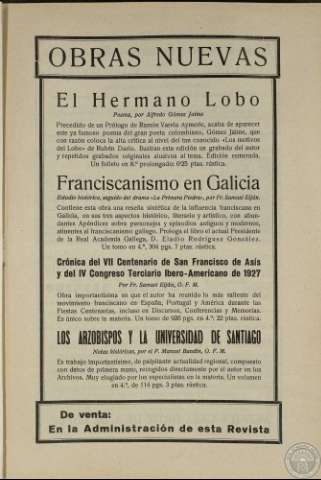 OBRAS NUEVAS
El Hermano Lobo
Poema, por Alfredo Gómez Jaime
Precedido de un Prólogo de Ramón Varela Aymeric, acaba de aparecer
este ya famoso poema del gran poeta colombiano, Gómez Jaime, que
con razón coloca la alta crítica al nivel del tan conocido «Los motivos
del Lobo» de Rubén Darío. Ilustran esta edición un grabado del autor
y repetidos grabados originales alusivos al tema. Edición esmerada.
Un folleto en 8.º prolongado 0'25 ptas. rústica.
Franciscanismo en Galicia
Estudio histórico, seguido del drama «La Primera Piedra», por Fr. Samuel Eiján.
Contiene esta obra una reseña sintética de la influencia franciscana en
Galicia, en sus tres aspectos histórico, literario y artístico, con abun-
dantes Apéndices sobre personajes y episodios antiguos y modernos,
atinentes al franciscanismo gallego. Prologa el libro el actual Presidente
de la Real Academia Gallega, D. Eladio Rodríguez González.
Un tomo en 4.º, 304 pgs. 7 ptas. rústica.
Crónica del VII Centenario de San Francisco de Asís
y del IV Congreso Terciario Ibero-Americano de 1927
Por Fr. Samuel Eiján, O. F. M.
Obra importantísima en que el autor ha reunido lo más saliente del
movimiento franciscano en España, Portugal y América durante las
Fiestas Centenarias, incluso en Discursos, Conferencias y Memorias.
Es único sobre la materia. Un tomo de 926 pgs. en 4.º: 22 ptas. rústica.
LOS ARZOBISPOS Y LA UNIVERSIDAD DE SANTIAGO
Notas históricas, por el P. Manuel Bandín, O. F. M.
Es trabajo importantísimo, de palpitante actualidad regional, compuesto
con datos de primera mano, recogidos directamente por el autor en los
Archivos. Muy elogiado por los especialistas en la materia. Un volumen
en 4.º, de 114 pgs. 3 ptas. rústica.
De venta:
En la Administración de esta Revista